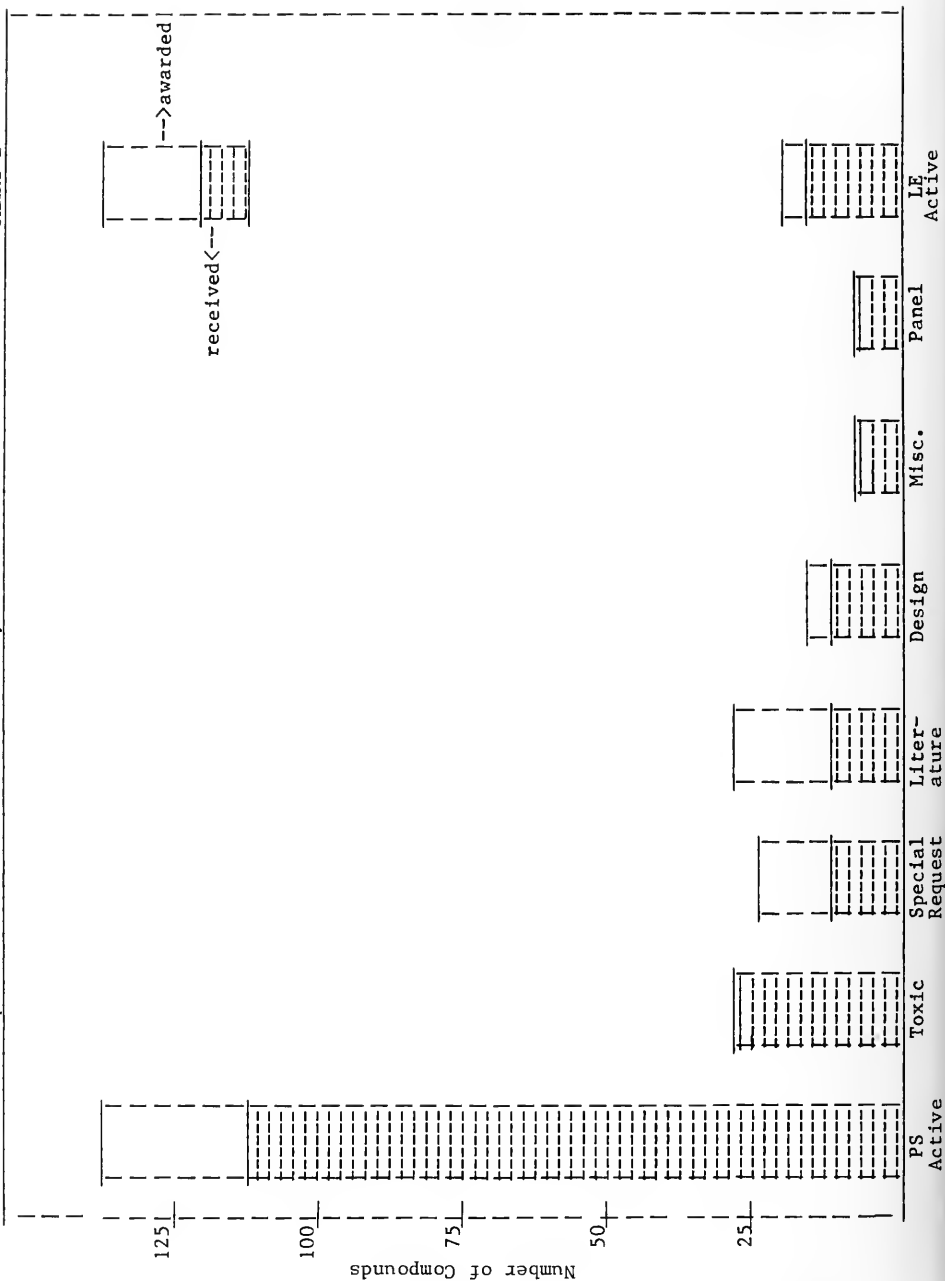 -->awarded
received<--
125
100
75
50
25
Number of Compounds
PS
Active
Toxic
Special
Request
Liter-
ature
Design
Misc.
Panel
LE
Active